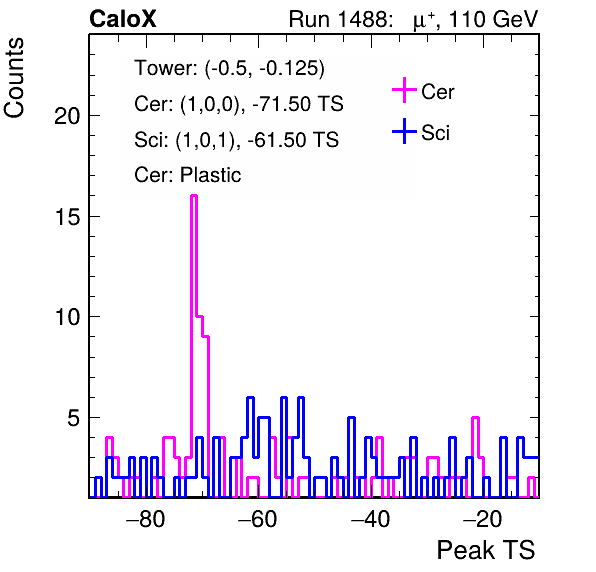 CaloX Run 1488: μ⁺, 110 GeV
Counts
Tower: (-0.5, -0.125)
Cer: (1,0,0), -71.50 TS
Sci: (1,0,1), -61.50 TS
Cer: Plastic
Cer
Sci
20
15
10
5
−80 −60 −40 −20
Peak TS